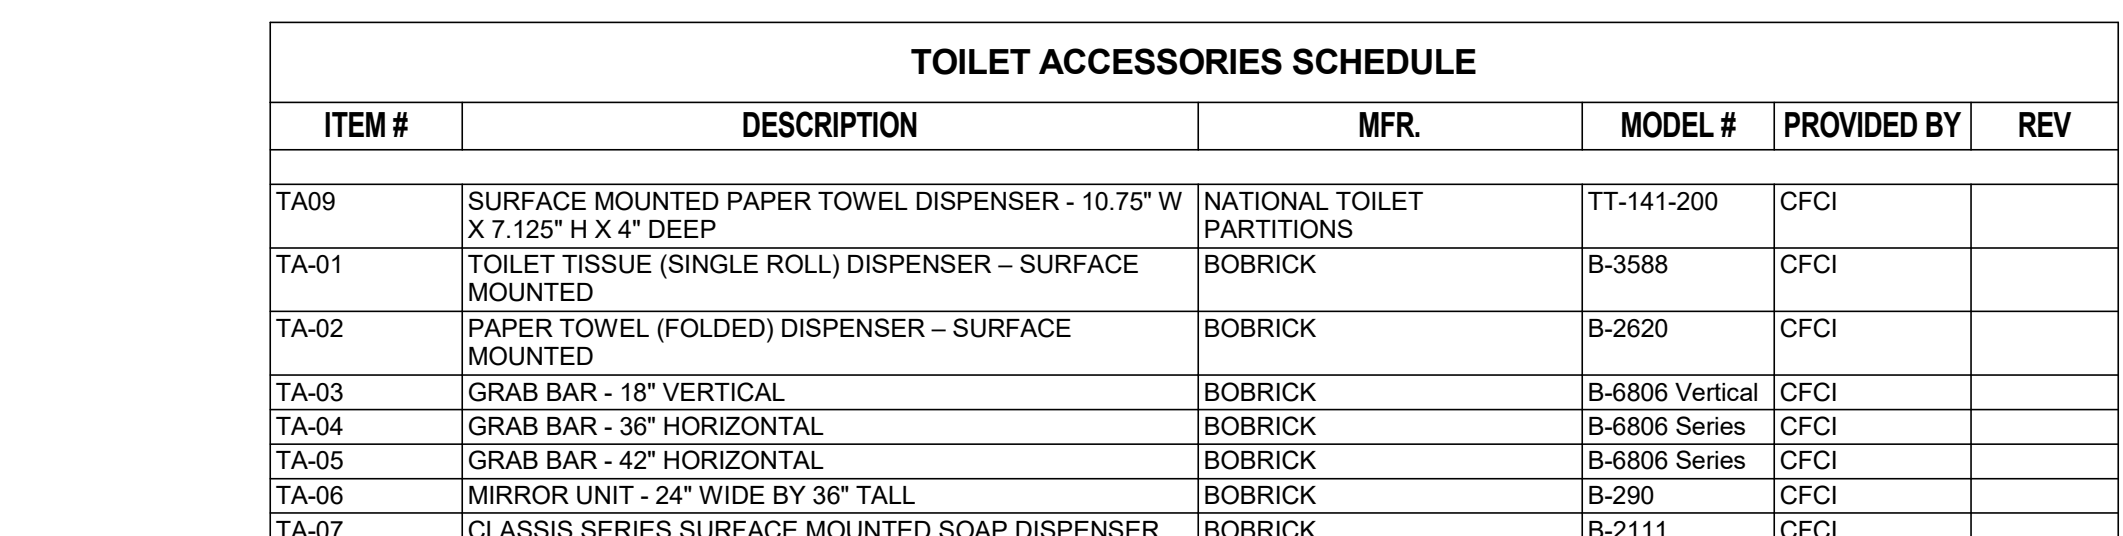 TOILET ACCESSORIES SCHEDULE
ITEM # DESCRIPTION MFR. MODEL # PROVIDED BY REV
TA09 SURFACE MOUNTED PAPER TOWEL DISPENSER - 10.75" W NATIONAL TOILET TT-141-200 CFCI
X 7.125" H X 4" DEEP PARTITIONS
TA-01 TOILET TISSUE (SINGLE ROLL) DISPENSER – SURFACE BOBRICK B-3588 CFCI
MOUNTED
TA-02 PAPER TOWEL (FOLDED) DISPENSER – SURFACE BOBRICK B-2620 CFCI
MOUNTED
TA-03 GRAB BAR - 18" VERTICAL BOBRICK B-6806 Vertical CFCI
TA-04 GRAB BAR - 36" HORIZONTAL BOBRICK B-6806 Series CFCI
TA-05 GRAB BAR - 42" HORIZONTAL BOBRICK B-6806 Series CFCI
TA-06 MIRROR UNIT - 24" WIDE BY 36" TALL BOBRICK B-290 CFCI
TA-07 CLASSIS SERIES SURFACE MOUNTED SOAP DISPENSER BOBRICK B-2111 CFCI